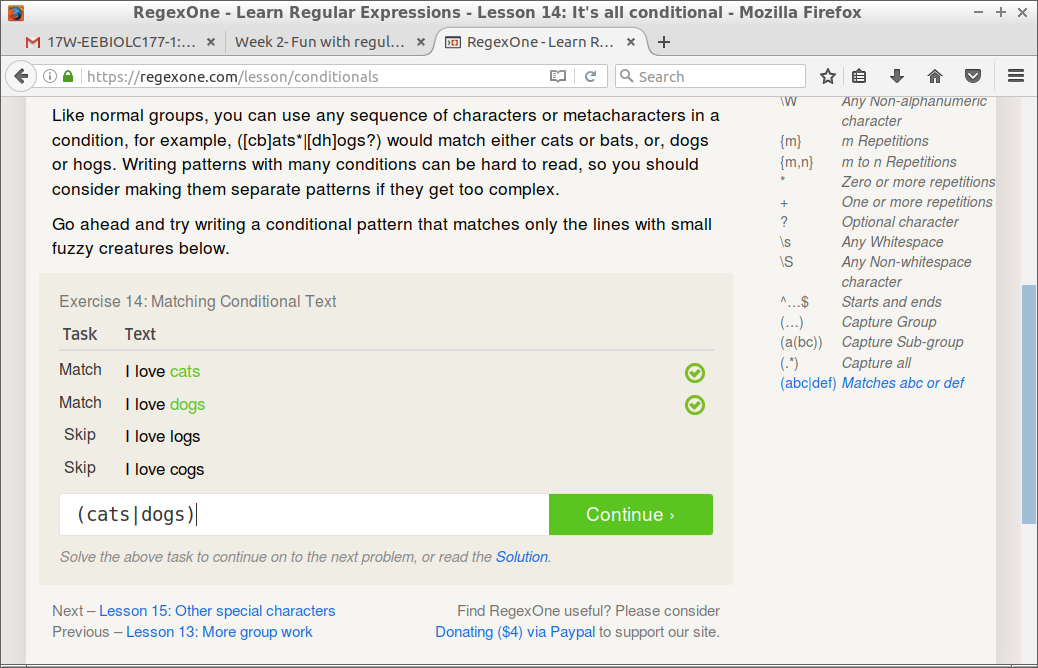 RegexOne - Learn Regular Expressions - Lesson 14: It's all conditional - Mozilla Firefox
17W-EEBIOLC177-1:... × Week 2- Fun with regul... × RegexOne - Learn R... ×
https://regexone.com/lesson/conditionals Search
Like normal groups, you can use any sequence of characters or metacharacters in a
condition, for example, ([cb]ats*|[dh]ogs?) would match either cats or bats, or, dogs
or hogs. Writing patterns with many conditions can be hard to read, so you should
consider making them separate patterns if they get too complex.
Go ahead and try writing a conditional pattern that matches only the lines with small
fuzzy creatures below.
Exercise 14: Matching Conditional Text
Task Text
Match I love cats
Match I love dogs
Skip I love logs
Skip I love cogs
(cats|dogs)
Continue ›
Solve the above task to continue on to the next problem, or read the Solution.
Next – Lesson 15: Other special characters
Previous – Lesson 13: More group work
Find RegexOne useful? Please consider
Donating ($4) via Paypal to support our site.
\W Any Non-alphanumeric
character
{m} m Repetitions
{m,n} m to n Repetitions
* Zero or more repetitions
+ One or more repetitions
? Optional character
\s Any Whitespace
\S Any Non-whitespace
character
^…$ Starts and ends
(…) Capture Group
(a(bc)) Capture Sub-group
(.*) Capture all
(abc|def) Matches abc or def